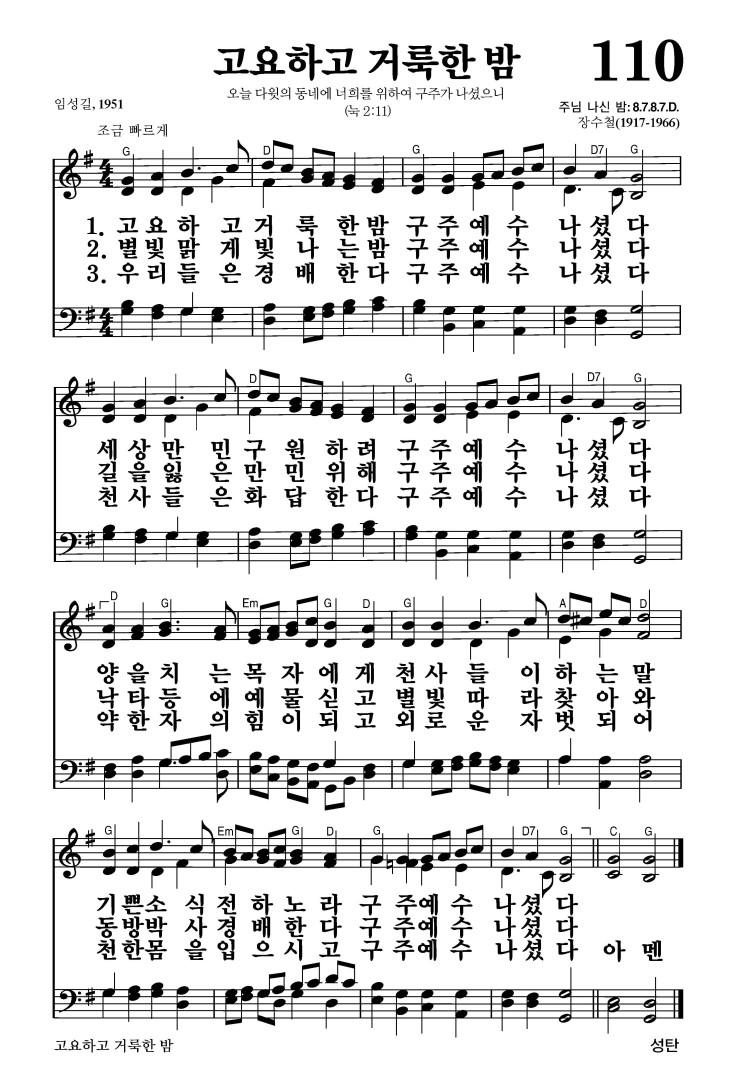 고요하고 거룩한 밤 110
오늘 다윗의 동네에 너희를 위하여 구주가 나셨으니
(눅 2:11)
임성길, 1951
주님 나신 밤: 8.7.8.7.D.
장수철(1917-1966)
조금 빠르게
G D G D7 G
1. 고요하 고거 룩한밤 구주예수 나셨다
2. 별빛맑 게빛 나는밤 구주예수 나셨다
3. 우리들 은경 배한다 구주예수 나셨다
D G D7 G
세상만 민구 원하려 구주예수 나셨다
길을잃 은만 민위해 구주예수 나셨다
천사들 은화 답한다 구주예수 나셨다
D G Em G D G A D
양을치 는목 자에게 천사들 이하는말
낙타등 에예 물싣고 별빛따 라찾아와
약한자 의힘 이되고 외로운 자벗되어
G Em G D G D7 G C G
기쁜소 식전하노라 구주예수 나셨다
동방박 사경배한다 구주예수 나셨다
천한몸 을입으시고 구주예수 나셨다 아멘
고요하고 거룩한 밤 성탄